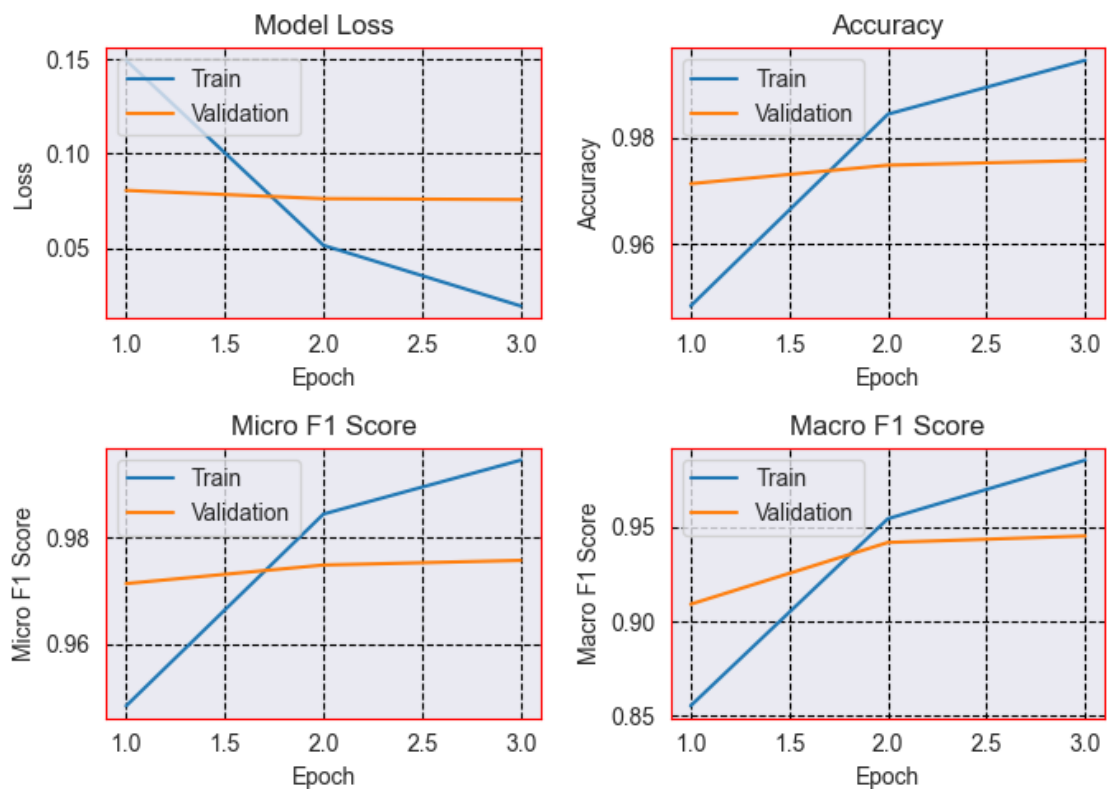 Model Loss
0.15
0.10
0.05
Loss
Train
Validation
1.0 1.5 2.0 2.5 3.0
Epoch
Accuracy
0.98
0.96
Accuracy
Train
Validation
1.0 1.5 2.0 2.5 3.0
Epoch
Micro F1 Score
0.98
0.96
Micro F1 Score
Train
Validation
1.0 1.5 2.0 2.5 3.0
Epoch
Macro F1 Score
0.95
0.90
0.85
Macro F1 Score
Train
Validation
1.0 1.5 2.0 2.5 3.0
Epoch